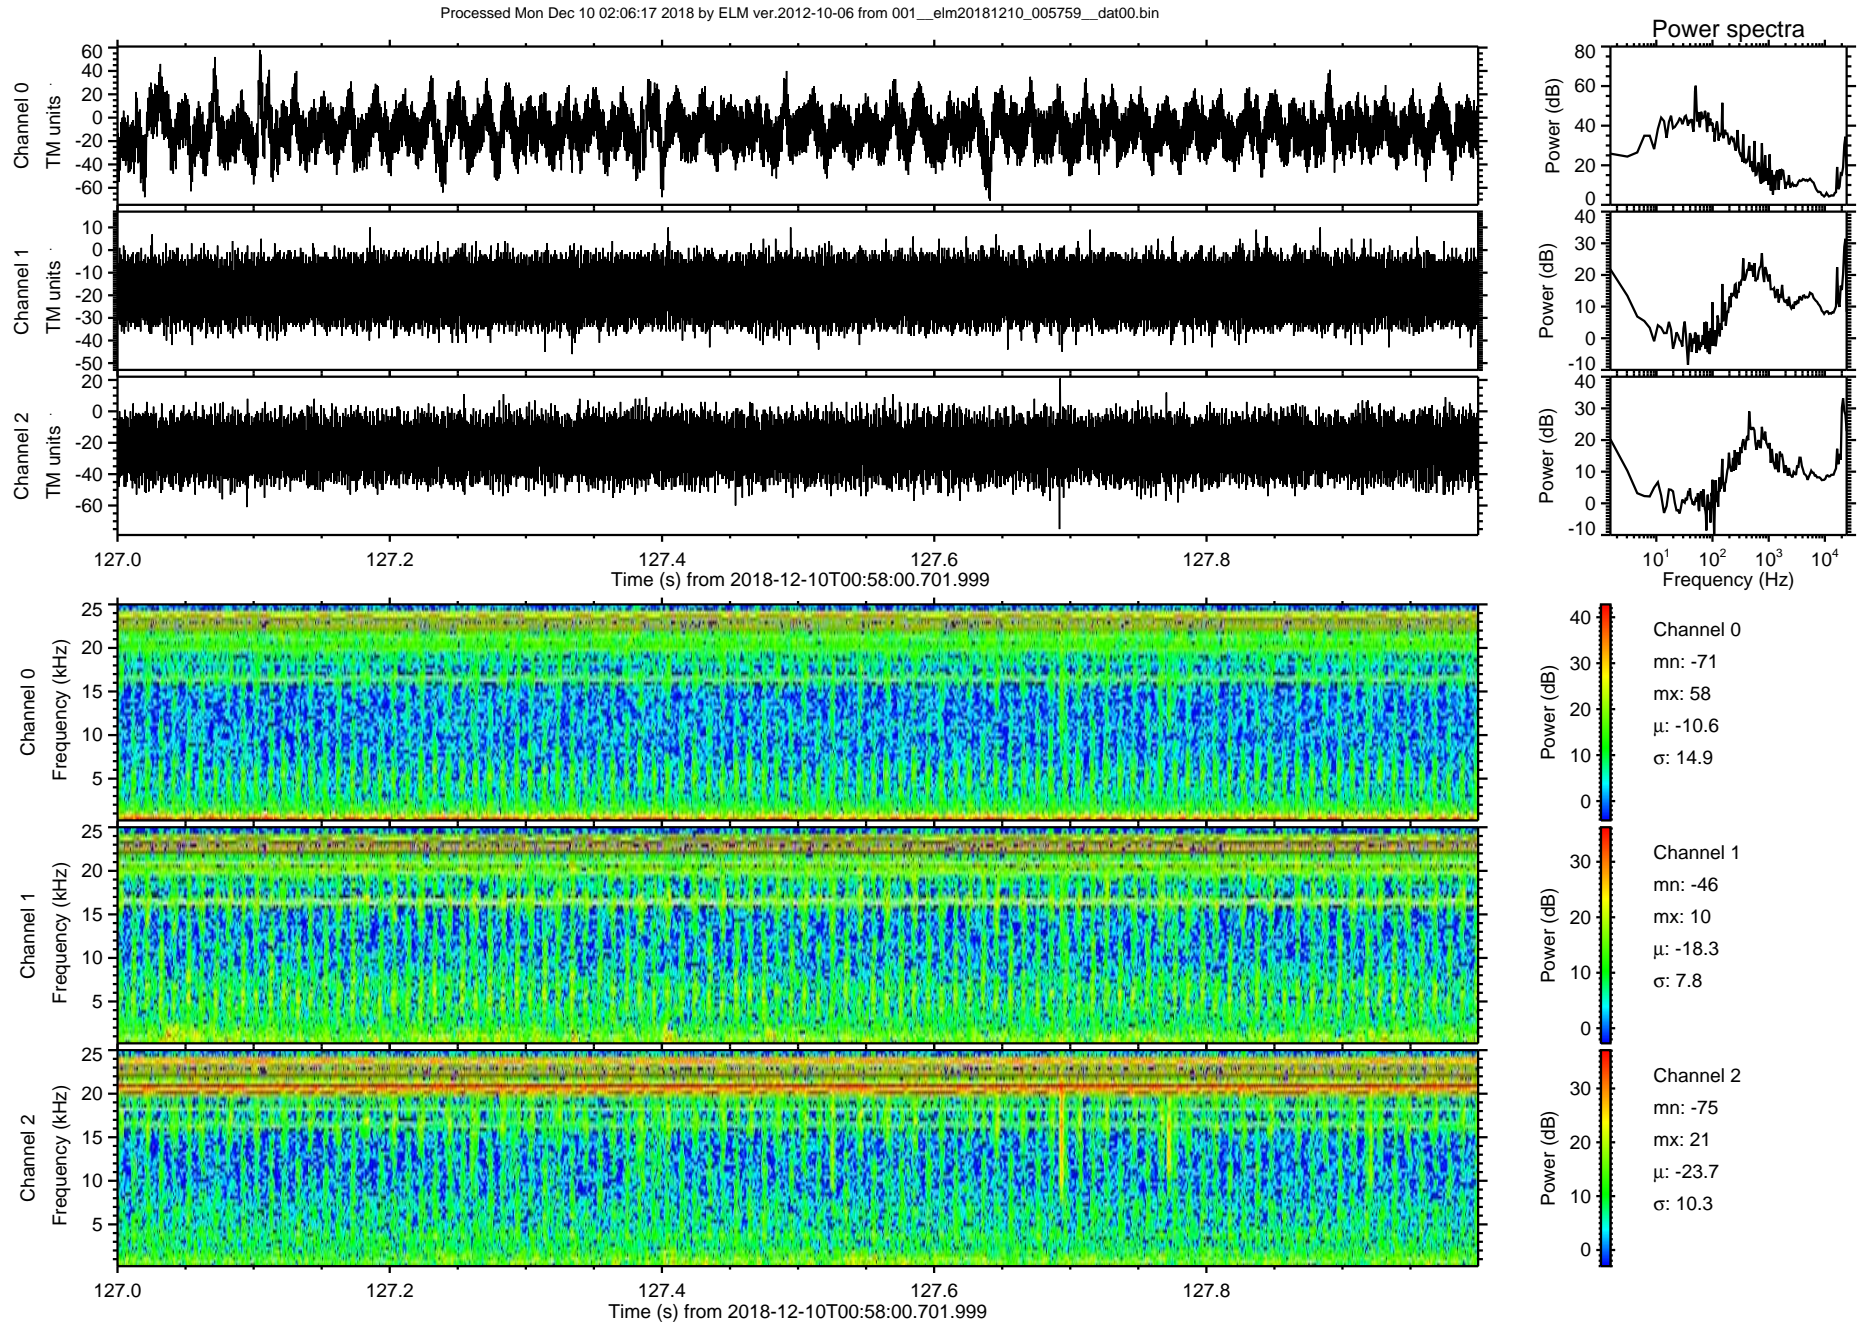 Processed Mon Dec 10 02:06:17 2018 by ELM ver.2012-10-06 from 001__elm20181210_005759__dat00.bin
Power spectra
Channel 0
TM units
60
40
20
0
-20
-40
-60
Power (dB)
80
60
40
20
0
Channel 1
TM units
10
0
-10
-20
-30
-40
-50
Power (dB)
40
30
20
10
0
-10
Channel 2
TM units
20
0
-20
-40
-60
Power (dB)
40
30
20
10
0
-10
127.0 127.2 127.4 127.6 127.8
Time (s) from 2018-12-10T00:58:00.701.999
10^1 10^2 10^3 10^4
Frequency (Hz)
Channel 0
Frequency (kHz)
25
20
15
10
5
Power (dB)
40
30
20
10
0
Channel 0
mn: -71
mx: 58
μ: -10.6
σ: 14.9
Channel 1
Frequency (kHz)
25
20
15
10
5
Power (dB)
30
20
10
0
Channel 1
mn: -46
mx: 10
μ: -18.3
σ: 7.8
Channel 2
Frequency (kHz)
25
20
15
10
5
Power (dB)
30
20
10
0
Channel 2
mn: -75
mx: 21
μ: -23.7
σ: 10.3
127.0 127.2 127.4 127.6 127.8
Time (s) from 2018-12-10T00:58:00.701.999